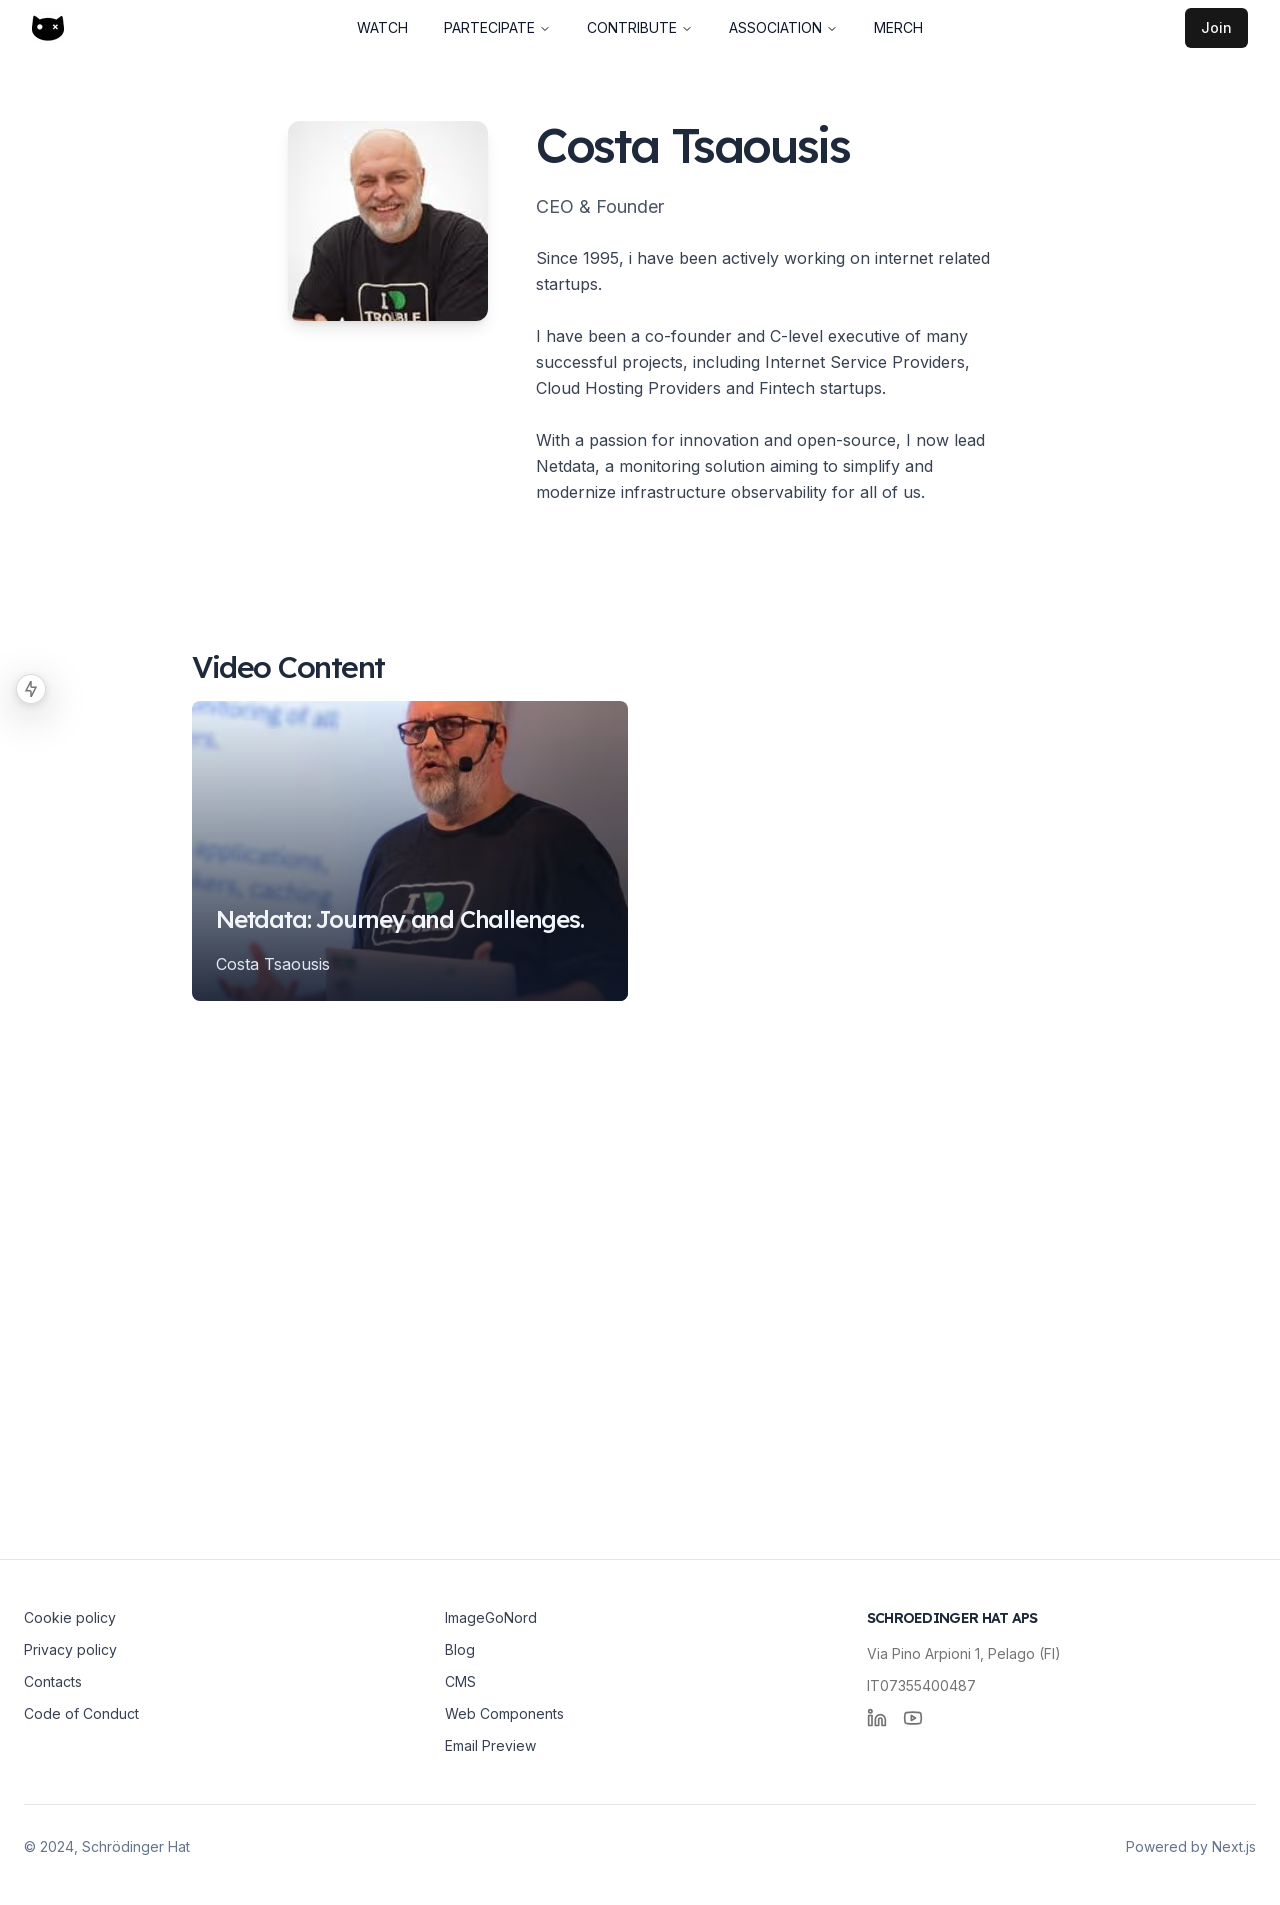 WATCH
PARTECIPATE
CONTRIBUTE
ASSOCIATION
MERCH
Join
Costa Tsaousis
CEO & Founder
Since 1995, i have been actively working on internet related
startups.
I have been a co-founder and C-level executive of many
successful projects, including Internet Service Providers,
Cloud Hosting Providers and Fintech startups.
With a passion for innovation and open-source, I now lead
Netdata, a monitoring solution aiming to simplify and
modernize infrastructure observability for all of us.
I
TROUBLE
Video Content
of all
applications,
caching
I
Netdata: Journey and Challenges.
Costa Tsaousis
Cookie policy
Privacy policy
Contacts
Code of Conduct
ImageGoNord
Blog
CMS
Web Components
Email Preview
SCHROEDINGER HAT APS
Via Pino Arpioni 1, Pelago (FI)
IT07355400487
© 2024, Schrödinger Hat
Powered by Next.js